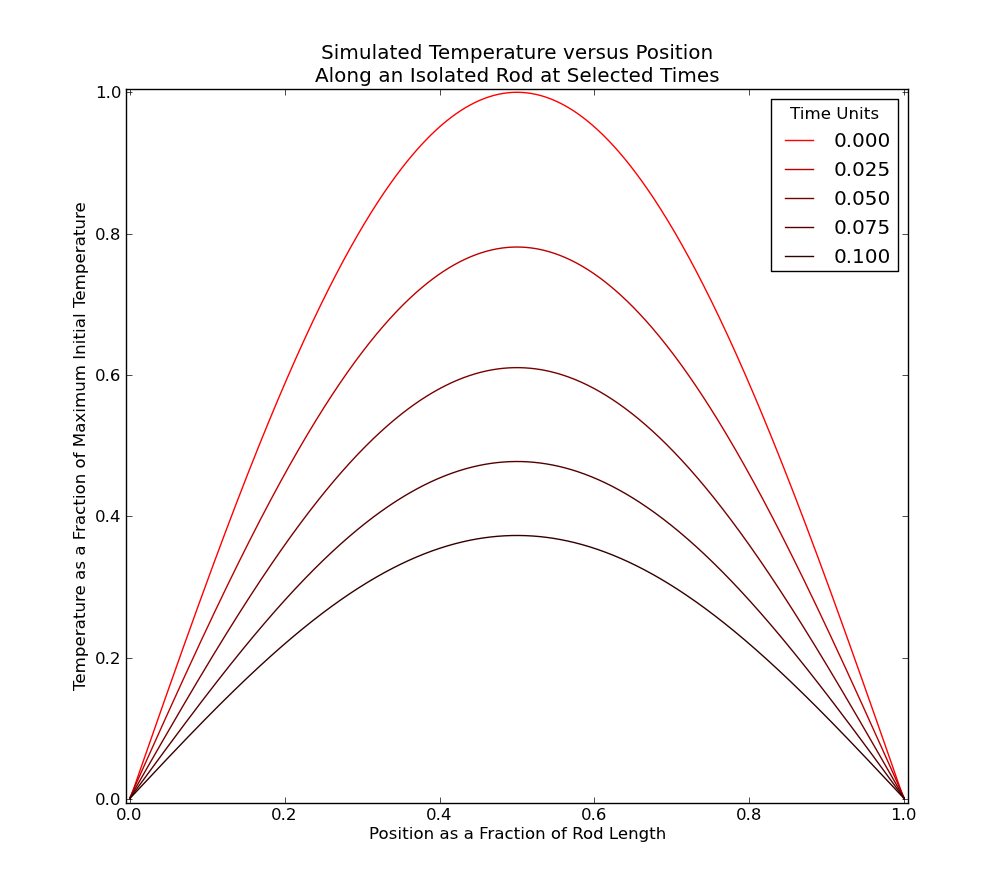 Simulated Temperature versus Position
Along an Isolated Rod at Selected Times
Temperature as a Fraction of Maximum Initial Temperature
1.0
0.8
0.6
0.4
0.2
0.0
Time Units
0.000
0.025
0.050
0.075
0.100
0.0 0.2 0.4 0.6 0.8 1.0
Position as a Fraction of Rod Length